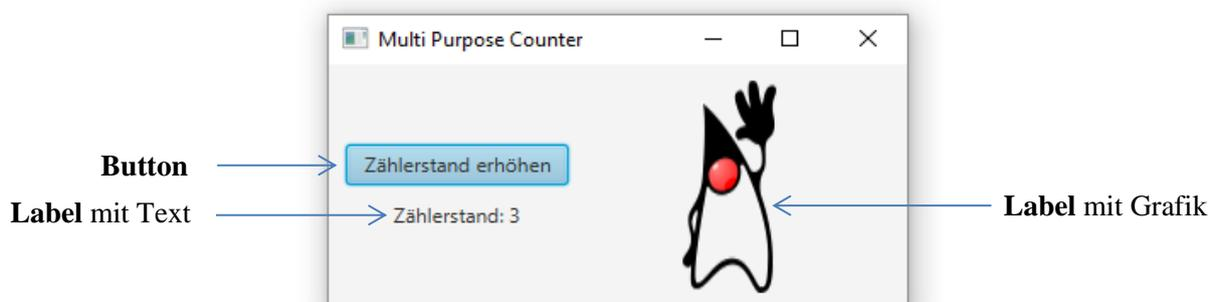 Multi Purpose Counter
Button
Zählerstand erhöhen
Label mit Text
Zählerstand: 3
Label mit Grafik